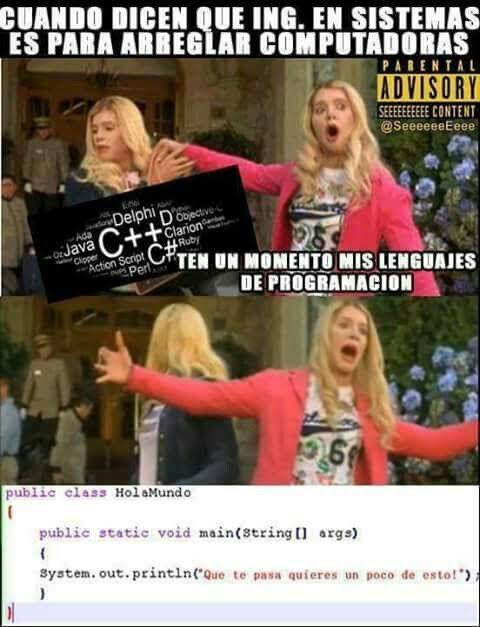 CUANDO DICEN QUE ING. EN SISTEMAS
ES PARA ARREGLAR COMPUTADORAS
PARENTAL
ADVISORY
SEEEEEEEEE CONTENT
@SeeeeeeEeee
Eiffel
Delphi D Objective-C
Ada
Java C++ Clarion
Clipper C# Ruby
Action Script
Perl
TEN UN MOMENTO MIS LENGUAJES
DE PROGRAMACION
public class HolaMundo
{
public static void main(String[] args)
{
System.out.println("Que te pasa quieres un poco de esto!");
}
}